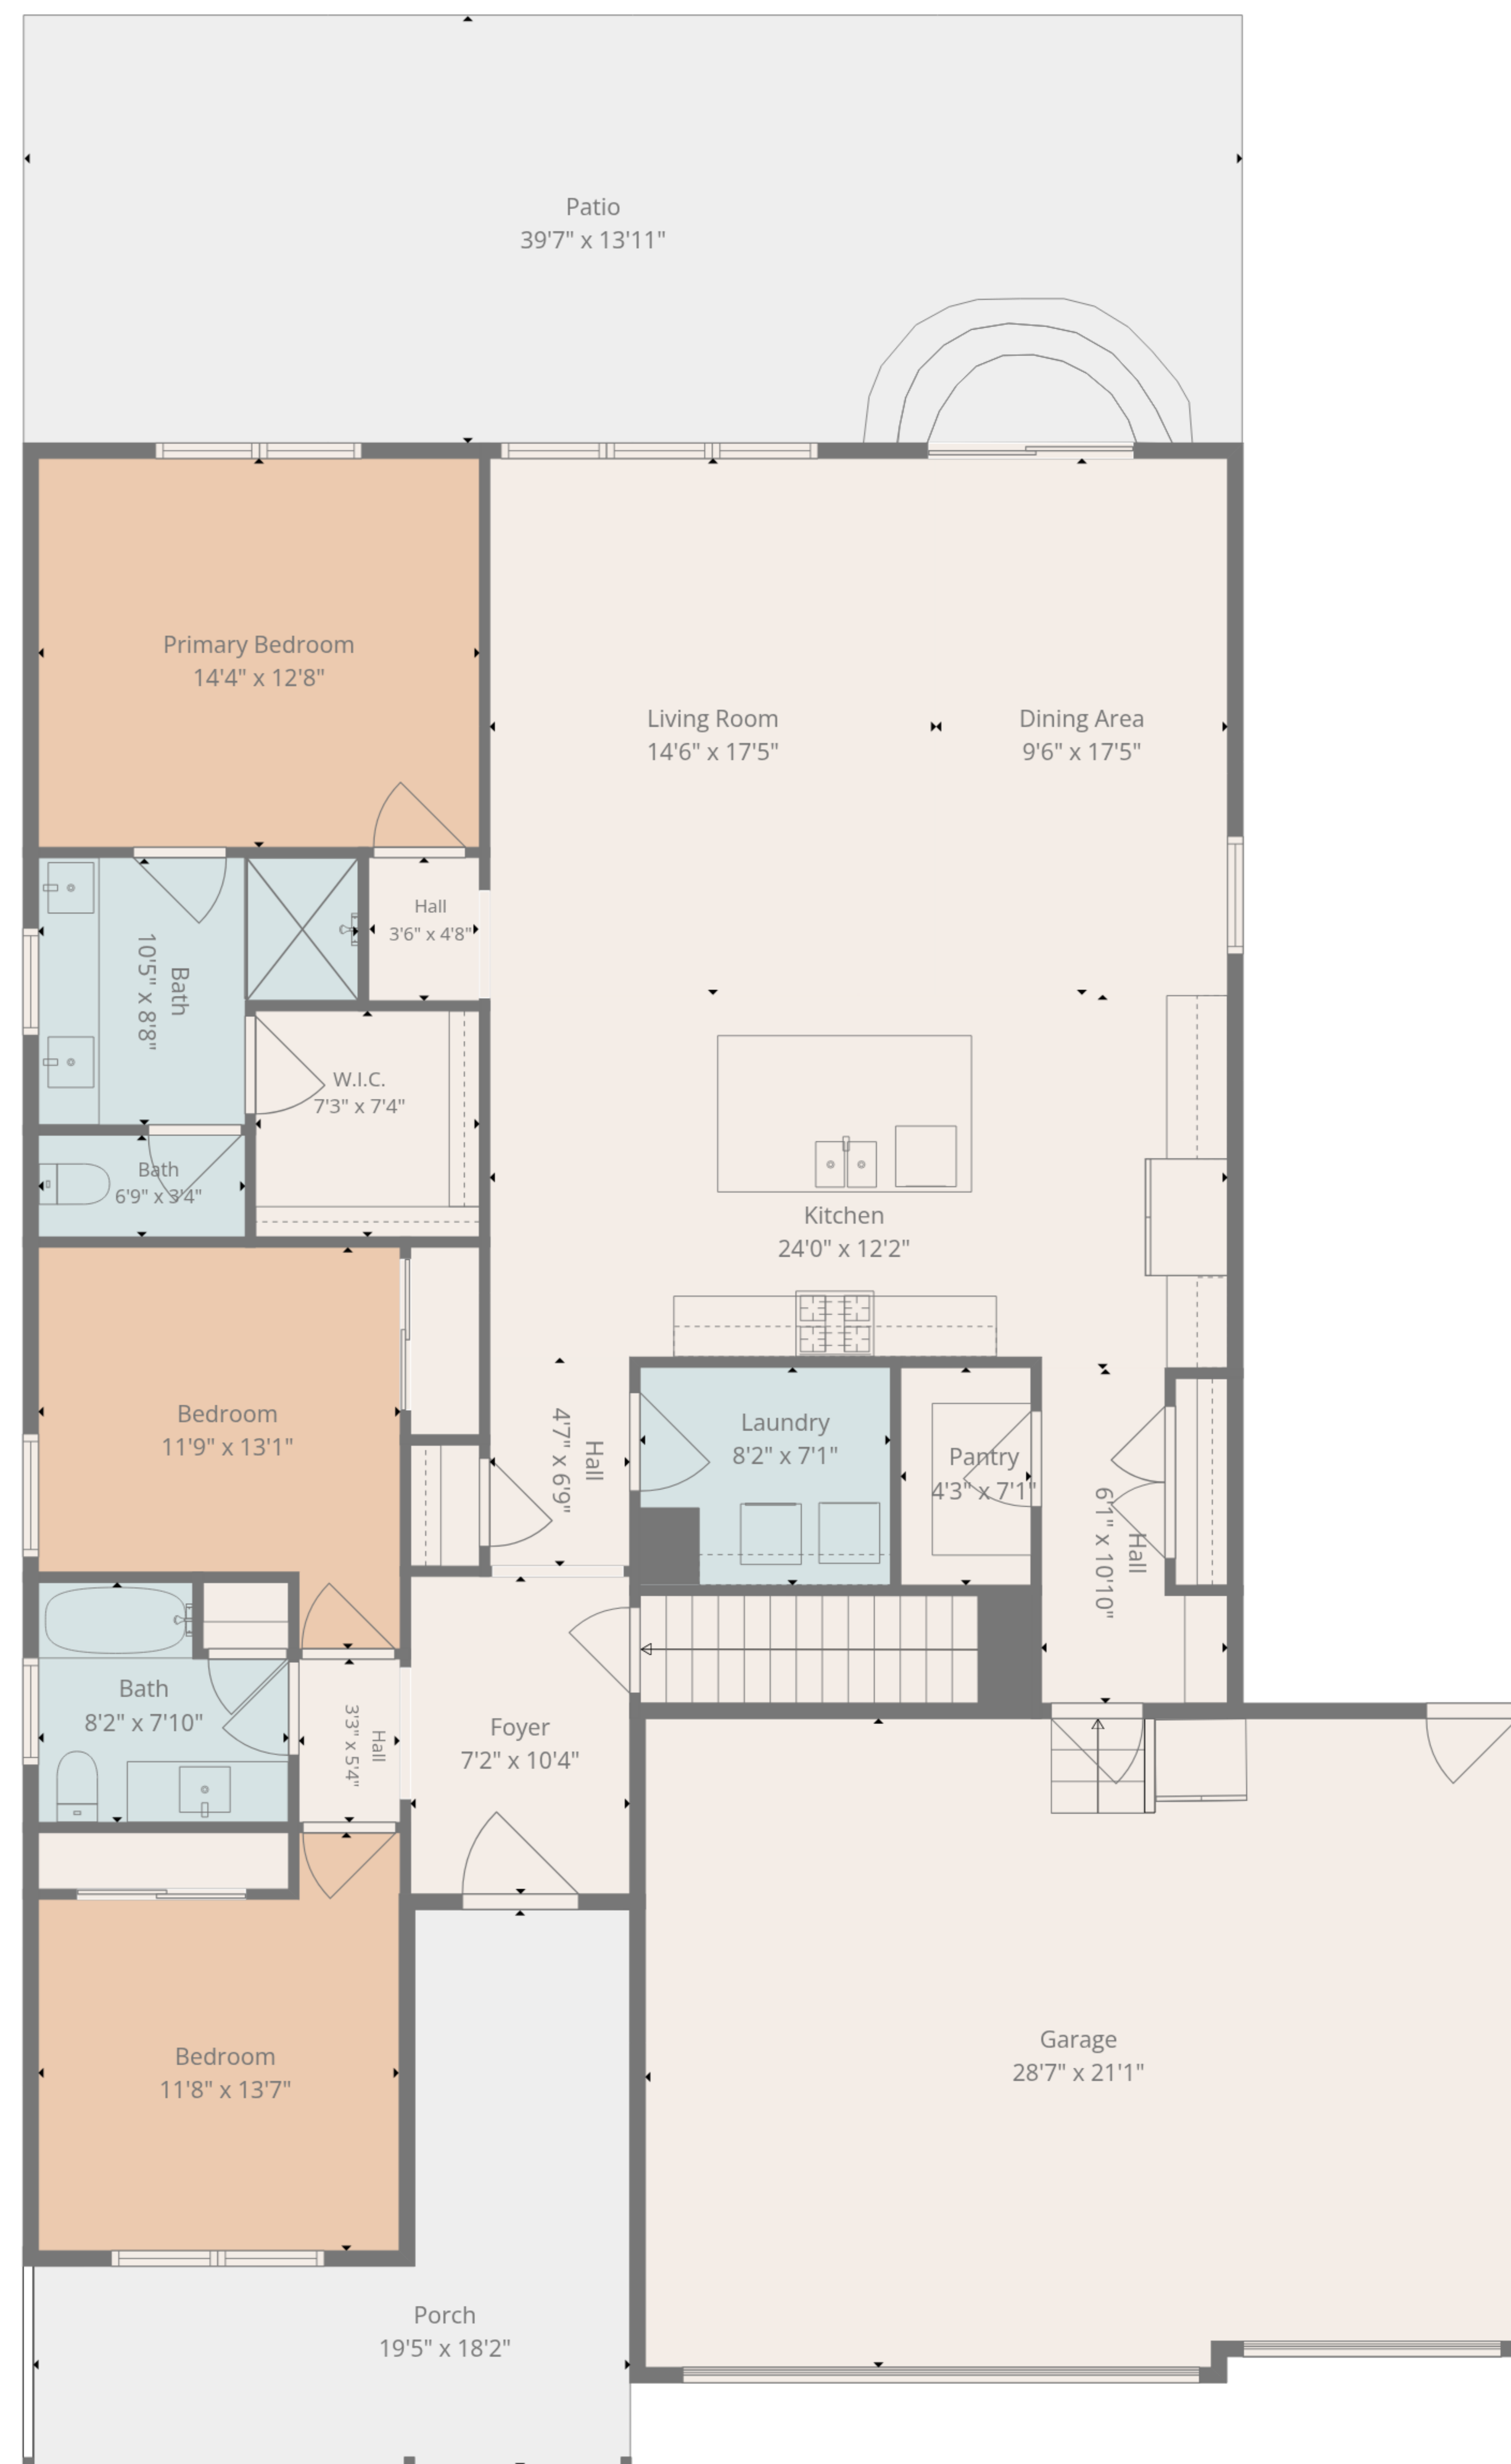 Patio
39'7" x 13'11"
Primary Bedroom
14'4" x 12'8"
Living Room
14'6" x 17'5"
Dining Area
9'6" x 17'5"
Hall
3'6" x 4'8"
Bath
10'5" x 8'8"
W.I.C.
7'3" x 7'4"
Bath
6'9" x 3'4"
Kitchen
24'0" x 12'2"
Bedroom
11'9" x 13'1"
Hall
4'7" x 6'9"
Laundry
8'2" x 7'1"
Pantry
4'3" x 7'1"
Hall
6'1" x 10'10"
Bath
8'2" x 7'10"
Hall
3'3" x 5'4"
Foyer
7'2" x 10'4"
Bedroom
11'8" x 13'7"
Garage
28'7" x 21'1"
Porch
19'5" x 18'2"